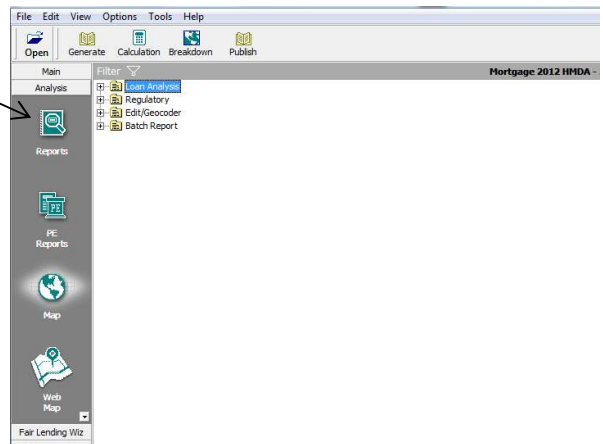 File Edit View Options Tools Help
Open Generate Calculation Breakdown Publish
Main
Filter
Mortgage 2012 HMDA -
Analysis
Loan Analysis
Regulatory
Edit/Geocoder
Batch Report
Reports
PE
PE
Reports
Map
Web
Map
Fair Lending Wiz